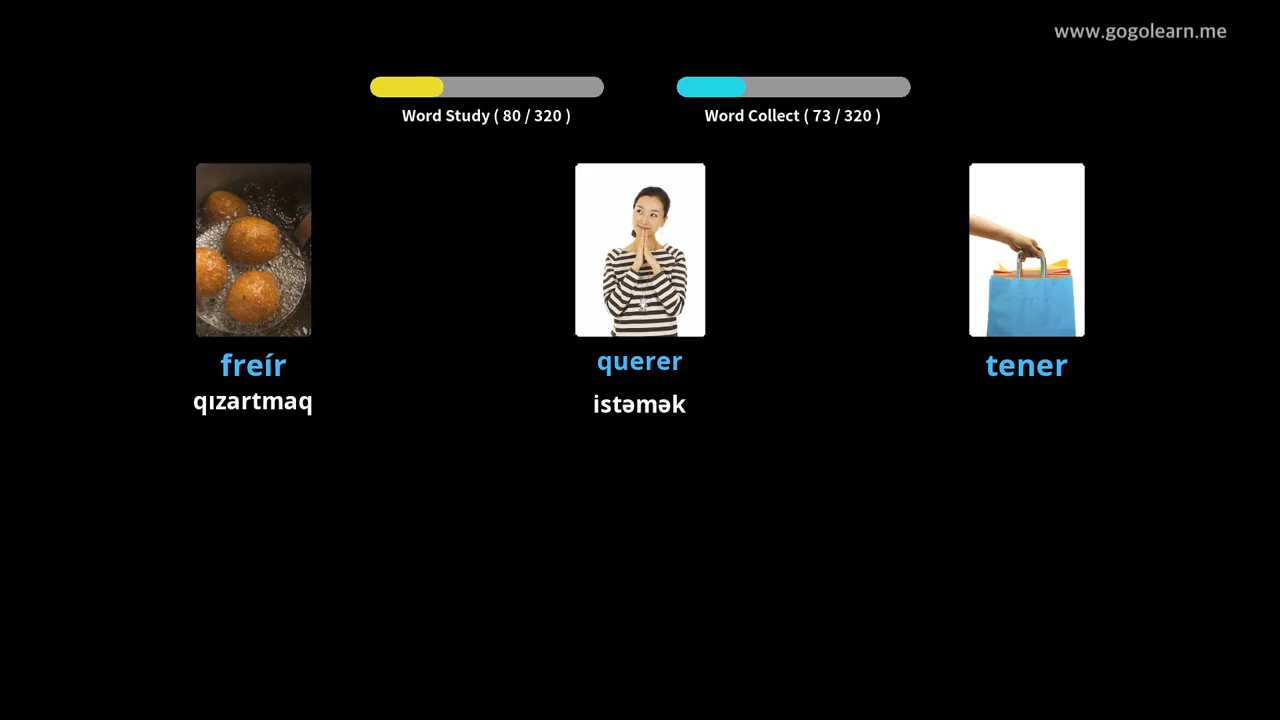 www.gogolearn.me
Word Study ( 80 / 320 )
Word Collect ( 73 / 320 )
freír
qızartmaq
querer
istəmək
tener